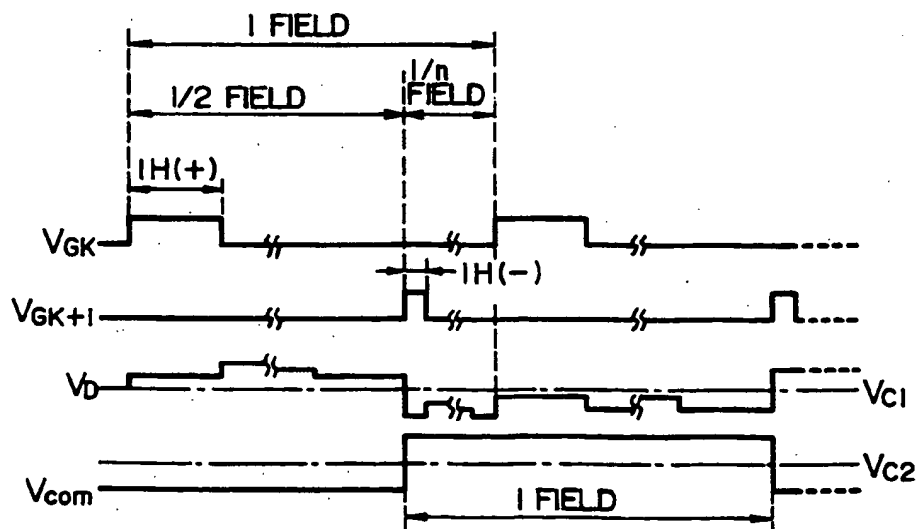 1 FIELD
1/n
FIELD
1/2 FIELD
1H(+)
VGK
1H(-)
VGK+1
VD
VC1
VC2
Vcom
1 FIELD